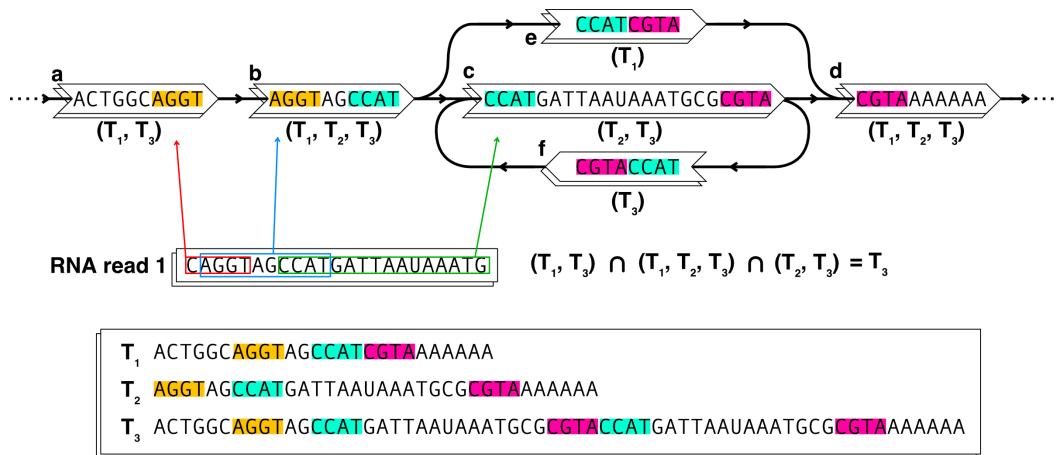 e CCATCGTA
(T1)
a b c d
ACTGGCAGGT AGGTAGCCAT CCATGATTAAUAAATGCGCGTA CGTAAAAAAA
(T1, T3) (T1, T2, T3) (T2, T3) (T1, T2, T3)
f
CGTACCAT
(T3)
RNA read 1 CAGGTAGCCATGATTAAUAAATG (T1, T3) ∩ (T1, T2, T3) ∩ (T2, T3) = T3
T1 ACTGGCAGGTAGCCATCGTAAAAAAA
T2 AGGTAGCCATGATTAAUAAATGCGCGTAAAAAAA
T3 ACTGGCAGGTAGCCATGATTAAUAAATGCGCGTACCATGATTAAUAAATGCGCGTAAAAAAA